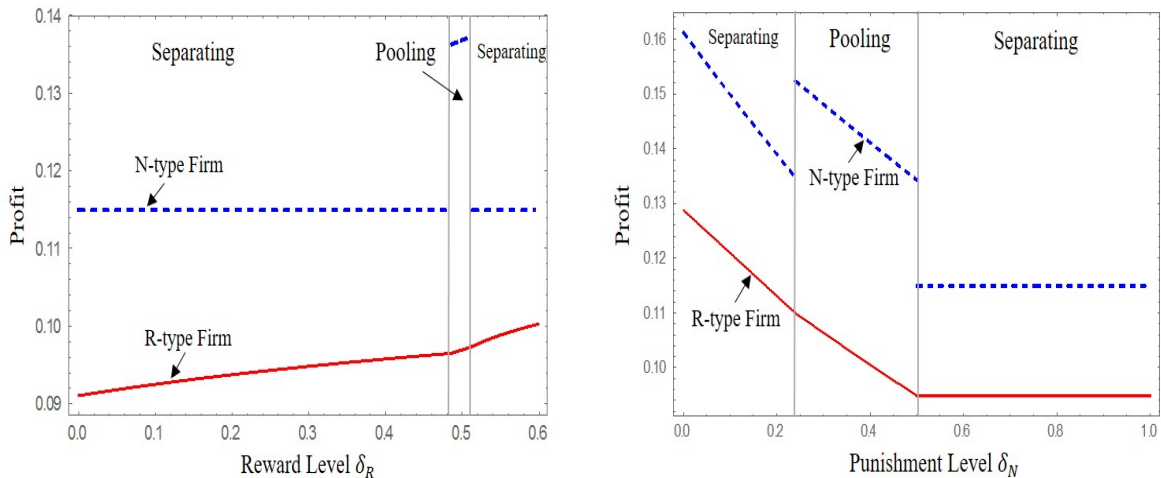 0.14
0.13
0.12
0.11
0.10
0.09
Profit
Separating
Pooling
Separating
N-type Firm
R-type Firm
0.0 0.1 0.2 0.3 0.4 0.5 0.6
Reward Level δ_R
0.16
0.15
0.14
0.13
0.12
0.11
0.10
Profit
Separating
Pooling
Separating
N-type Firm
R-type Firm
0.0 0.2 0.4 0.6 0.8 1.0
Punishment Level δ_N